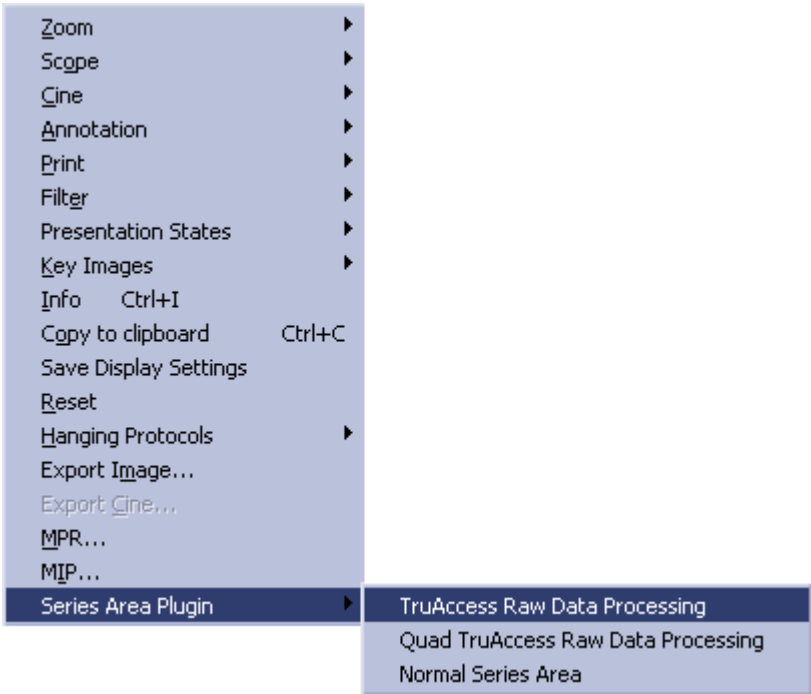 Zoom
Scope
Cine
Annotation
Print
Filter
Presentation States
Key Images
Info Ctrl+I
Copy to clipboard Ctrl+C
Save Display Settings
Reset
Hanging Protocols
Export Image...
Export Cine...
MPR...
MIP...
Series Area Plugin
TruAccess Raw Data Processing
Quad TruAccess Raw Data Processing
Normal Series Area